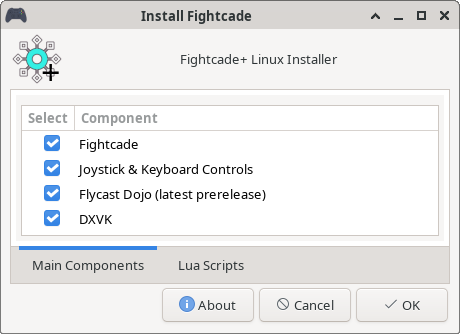 Install Fightcade
Fightcade+ Linux Installer
Select Component
Fightcade
Joystick & Keyboard Controls
Flycast Dojo (latest prerelease)
DXVK
Main Components Lua Scripts
About Cancel OK